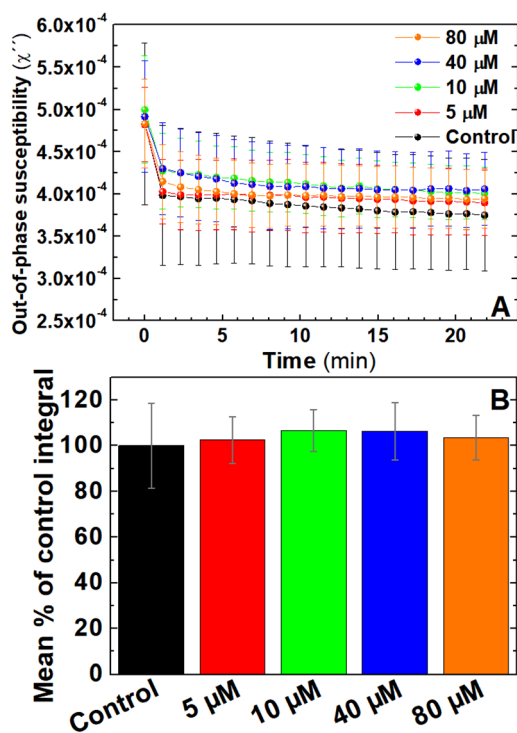 6.0x10-4
5.5x10-4
5.0x10-4
4.5x10-4
4.0x10-4
3.5x10-4
3.0x10-4
2.5x10-4
Out-of-phase susceptibility (χ´´)
80 µM
40 µM
10 µM
5 µM
Control
A
0 5 10 15 20
Time (min)
B
120
100
80
60
40
20
0
Mean % of control integral
Control 5 µM 10 µM 40 µM 80 µM